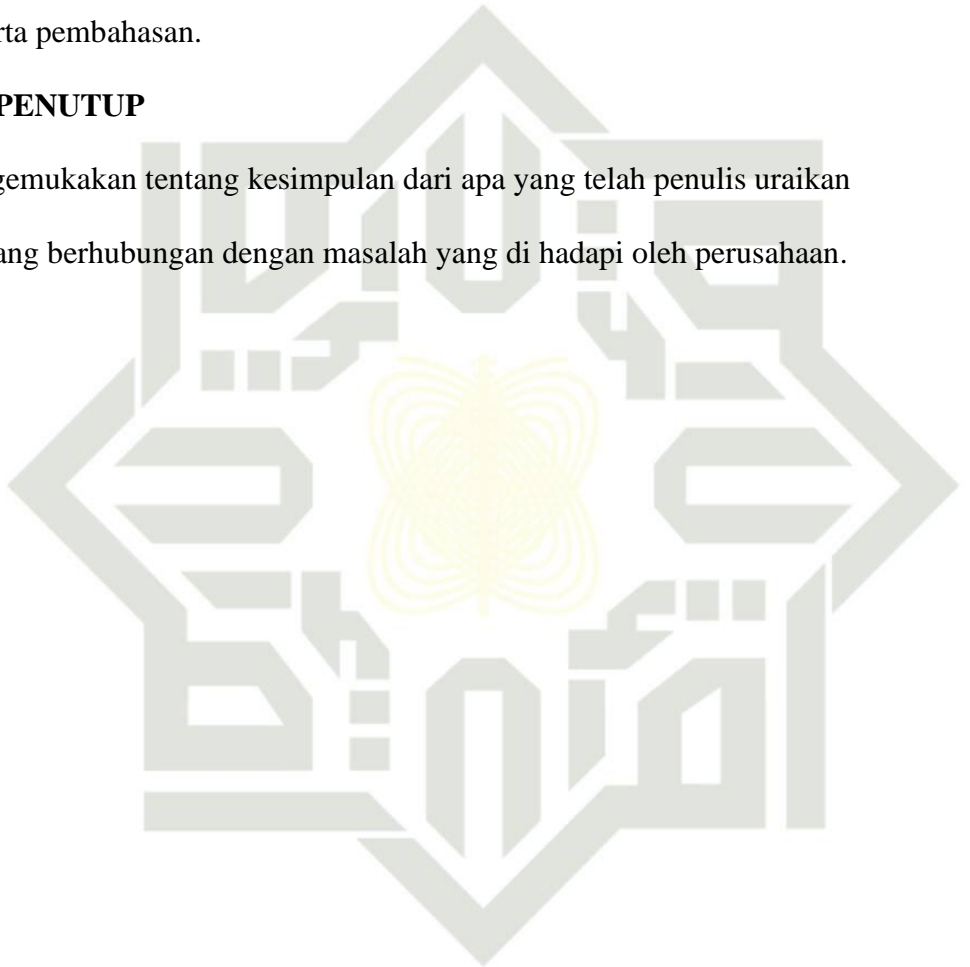 rta pembahasan.
PENUTUP
gemukakan tentang kesimpulan dari apa yang telah penulis uraikan
ang berhubungan dengan masalah yang di hadapi oleh perusahaan.